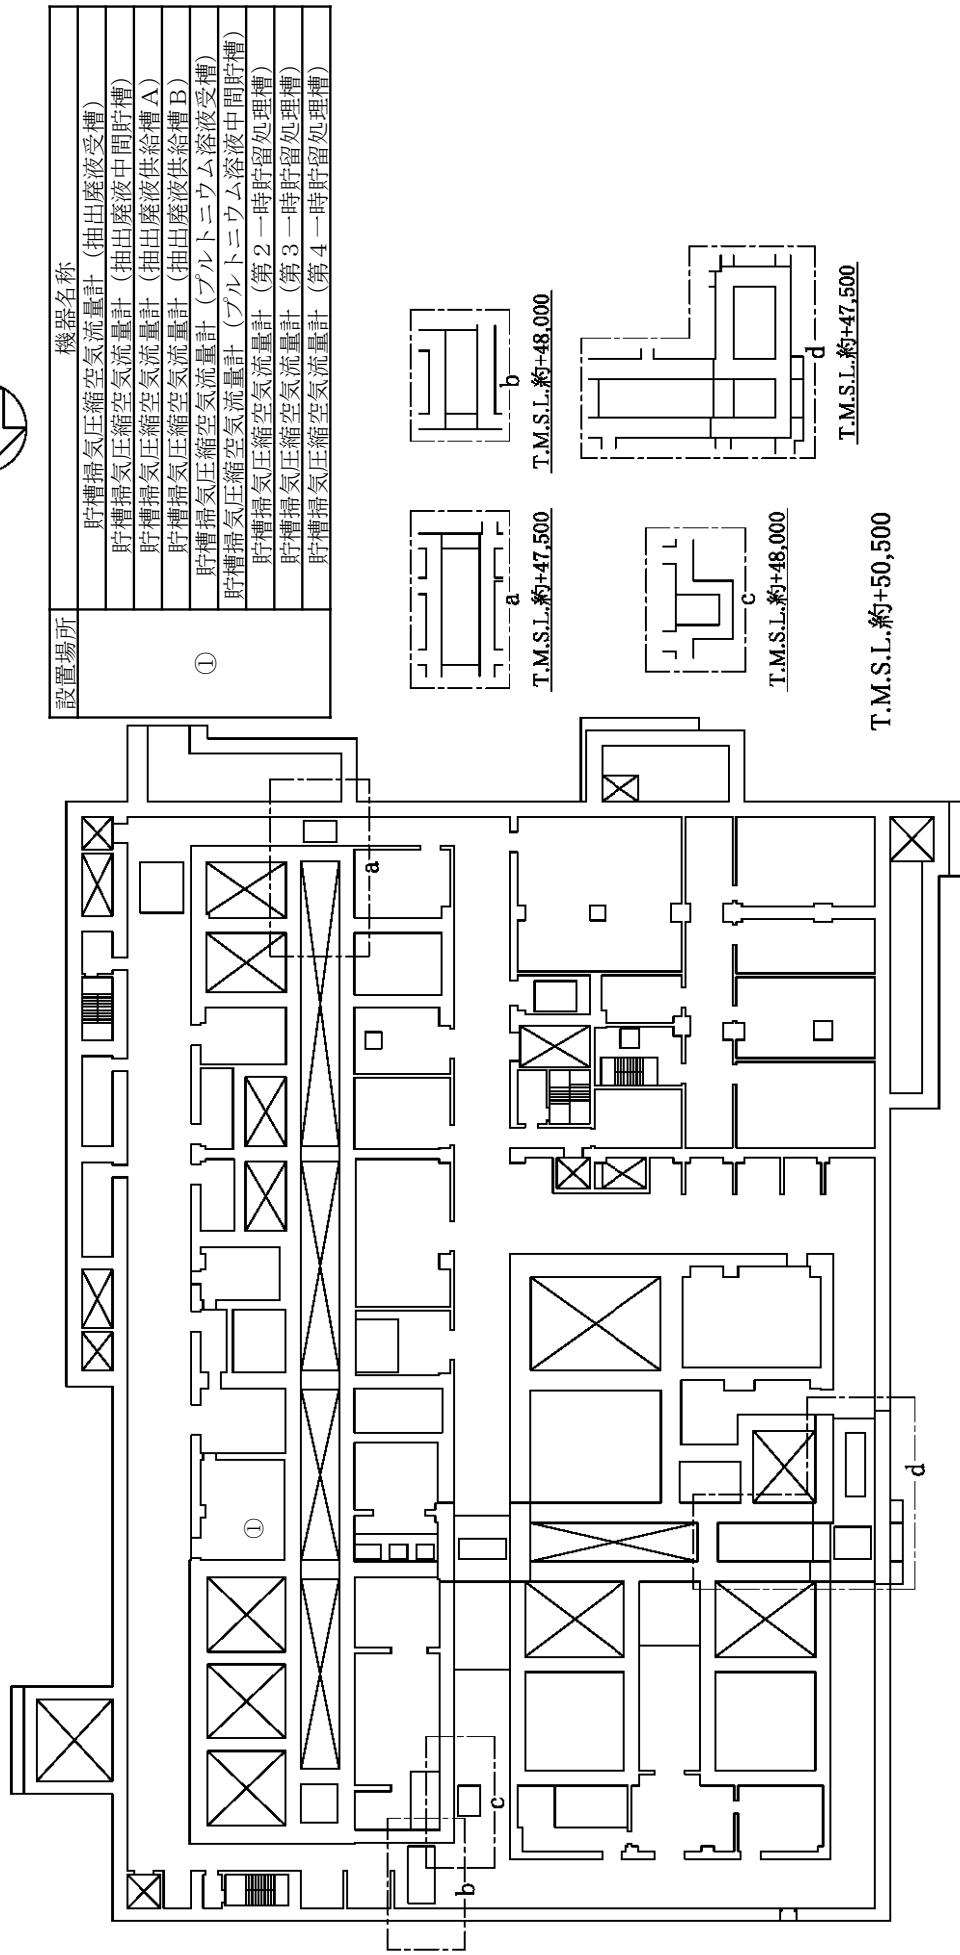 設置場所 機器名称
① 貯槽掃気圧縮空気流量計（抽出廃液受槽）
貯槽掃気圧縮空気流量計（抽出廃液中間貯槽）
貯槽掃気圧縮空気流量計（抽出廃液供給槽Ａ）
貯槽掃気圧縮空気流量計（抽出廃液供給槽Ｂ）
貯槽掃気圧縮空気流量計（プルトニウム溶液受槽）
貯槽掃気圧縮空気流量計（プルトニウム溶液中間貯槽）
貯槽掃気圧縮空気流量計（第２一時貯留処理槽）
貯槽掃気圧縮空気流量計（第３一時貯留処理槽）
貯槽掃気圧縮空気流量計（第４一時貯留処理槽）
a
T.M.S.L.約+47,500
b
T.M.S.L.約+48,000
c
T.M.S.L.約+48,000
d
T.M.S.L.約+47,500
T.M.S.L.約+50,500
①
a
b
c
d